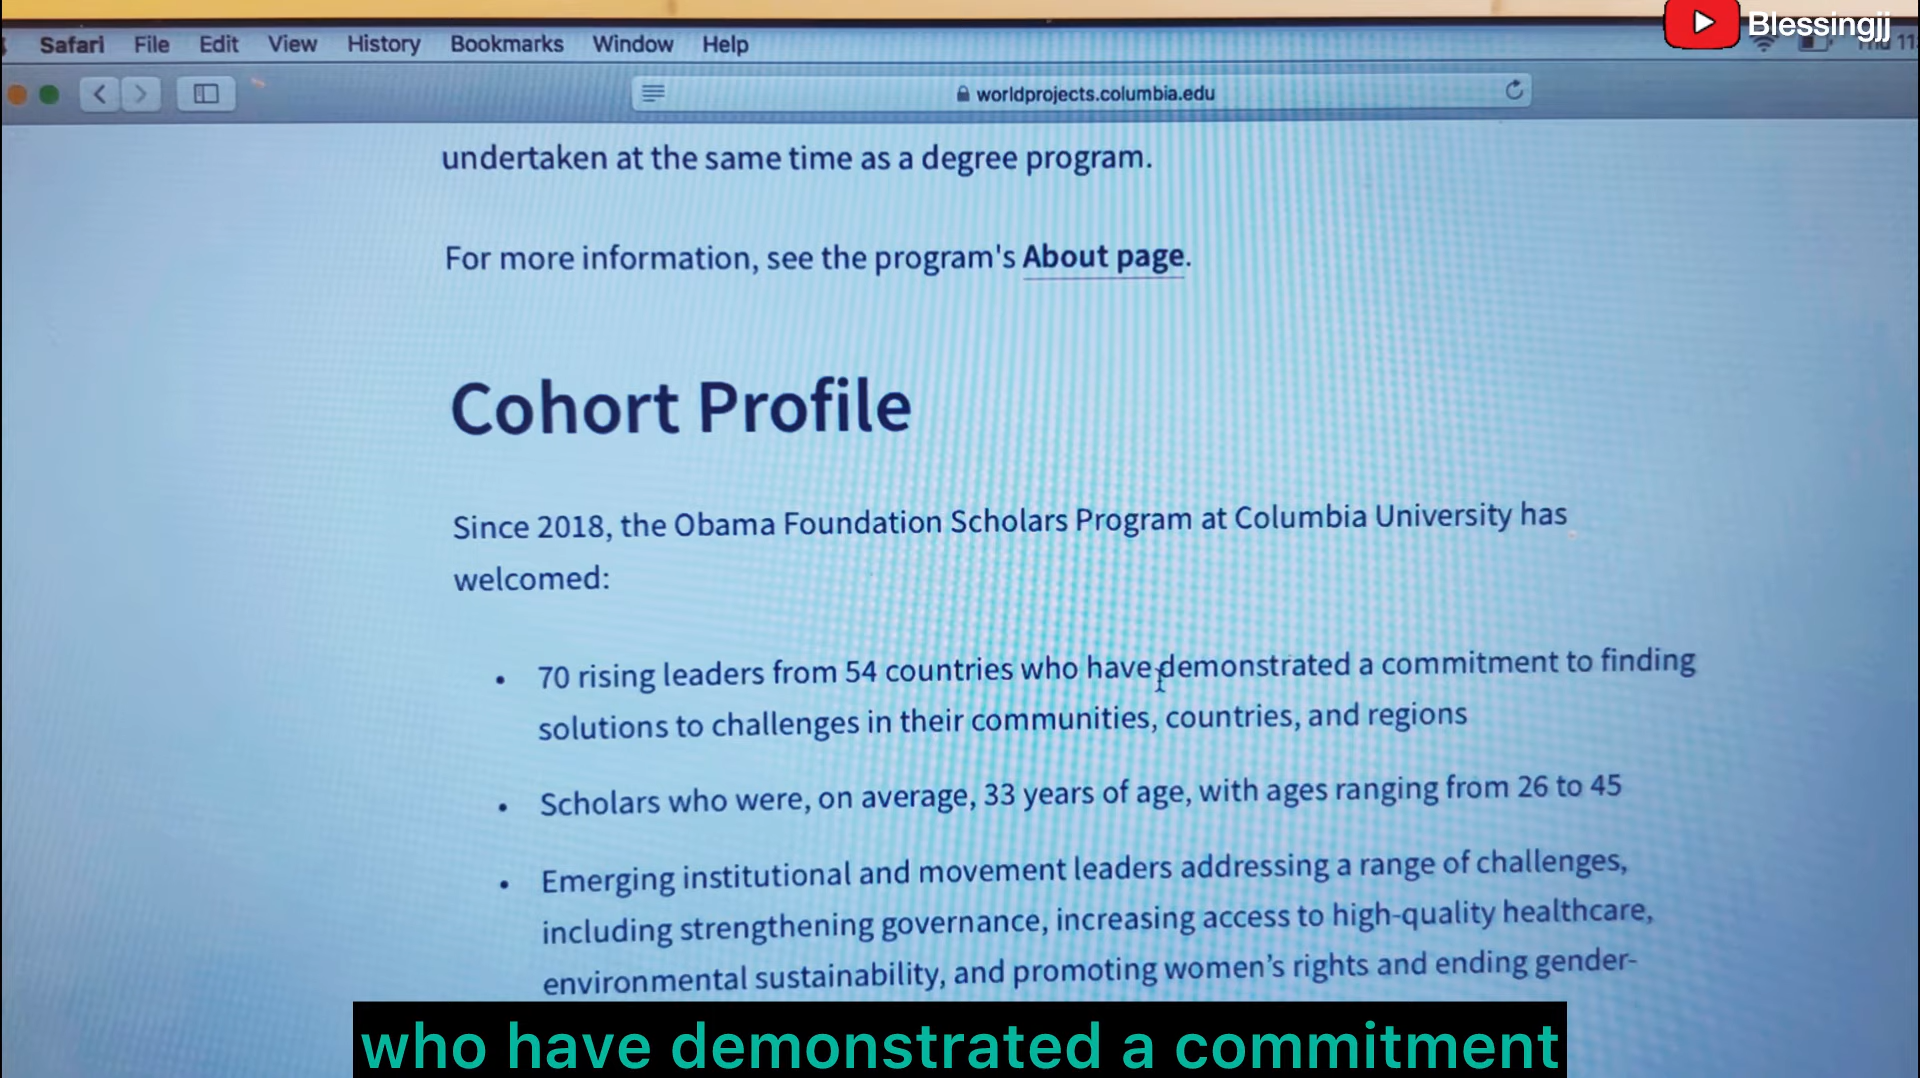 Blessingjj
Safari File Edit View History Bookmarks Window Help
worldprojects.columbia.edu
undertaken at the same time as a degree program.
For more information, see the program's About page.
Cohort Profile
Since 2018, the Obama Foundation Scholars Program at Columbia University has
welcomed:
• 70 rising leaders from 54 countries who have demonstrated a commitment to finding
solutions to challenges in their communities, countries, and regions
• Scholars who were, on average, 33 years of age, with ages ranging from 26 to 45
• Emerging institutional and movement leaders addressing a range of challenges,
including strengthening governance, increasing access to high-quality healthcare,
environmental sustainability, and promoting women's rights and ending gender-
who have demonstrated a commitment